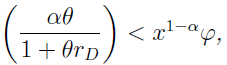 \left( \frac{\alpha\theta}{1 + \theta r_D} \right) < x^{1-\alpha} \varphi,